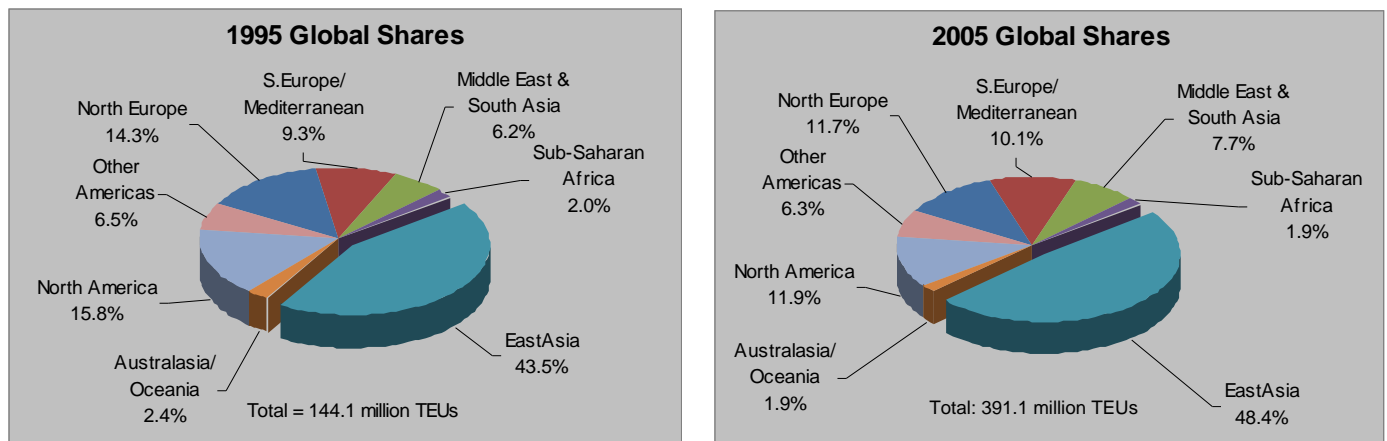 1995 Global Shares
S.Europe/
Mediterranean
9.3%
Middle East &
South Asia
6.2%
North Europe
14.3%
Sub-Saharan
Africa
2.0%
Other
Americas
6.5%
North America
15.8%
EastAsia
43.5%
Australasia/
Oceania
2.4%
Total = 144.1 million TEUs
2005 Global Shares
S.Europe/
Mediterranean
10.1%
North Europe
11.7%
Middle East &
South Asia
7.7%
Other
Americas
6.3%
Sub-Saharan
Africa
1.9%
North America
11.9%
Australasia/
Oceania
1.9%
EastAsia
48.4%
Total: 391.1 million TEUs